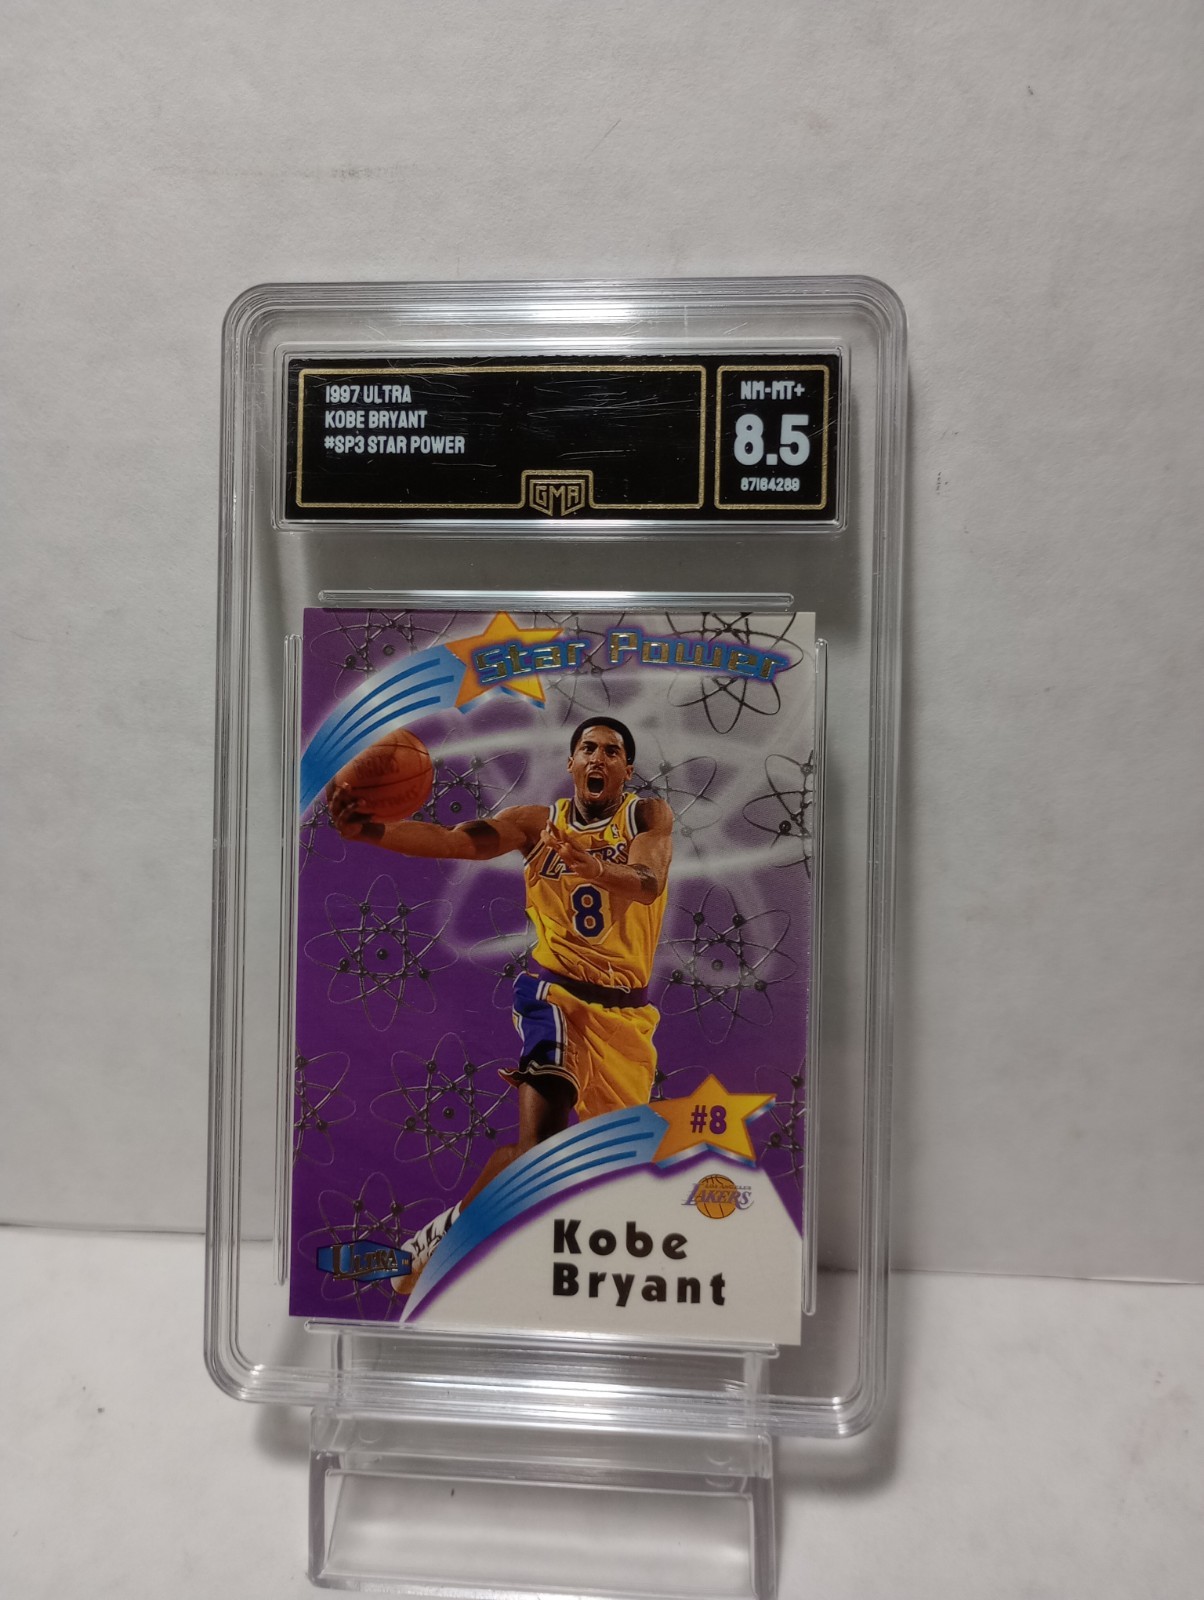 1997 ULTRA
KOBE BRYANT
#SP3 STAR POWER
NM-MT+
8.5
87164289
GMA
Star Power
LAKERS
8
#8
LAKERS
Kobe
Bryant
ULTRA